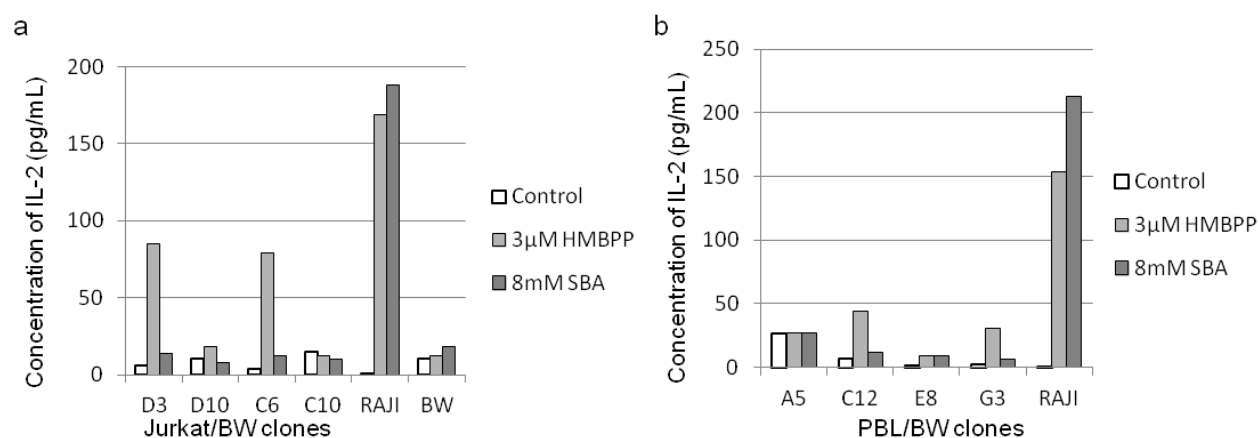 a
Concentration of IL-2 (pg/mL)
200
150
100
50
0
D3 D10 C6 C10 RAJI BW
Jurkat/BW clones
Control
3µM HMBPP
8mM SBA
b
Concentration of IL-2 (pg/mL)
250
200
150
100
50
0
A5 C12 E8 G3 RAJI
PBL/BW clones
Control
3µM HMBPP
8mM SBA